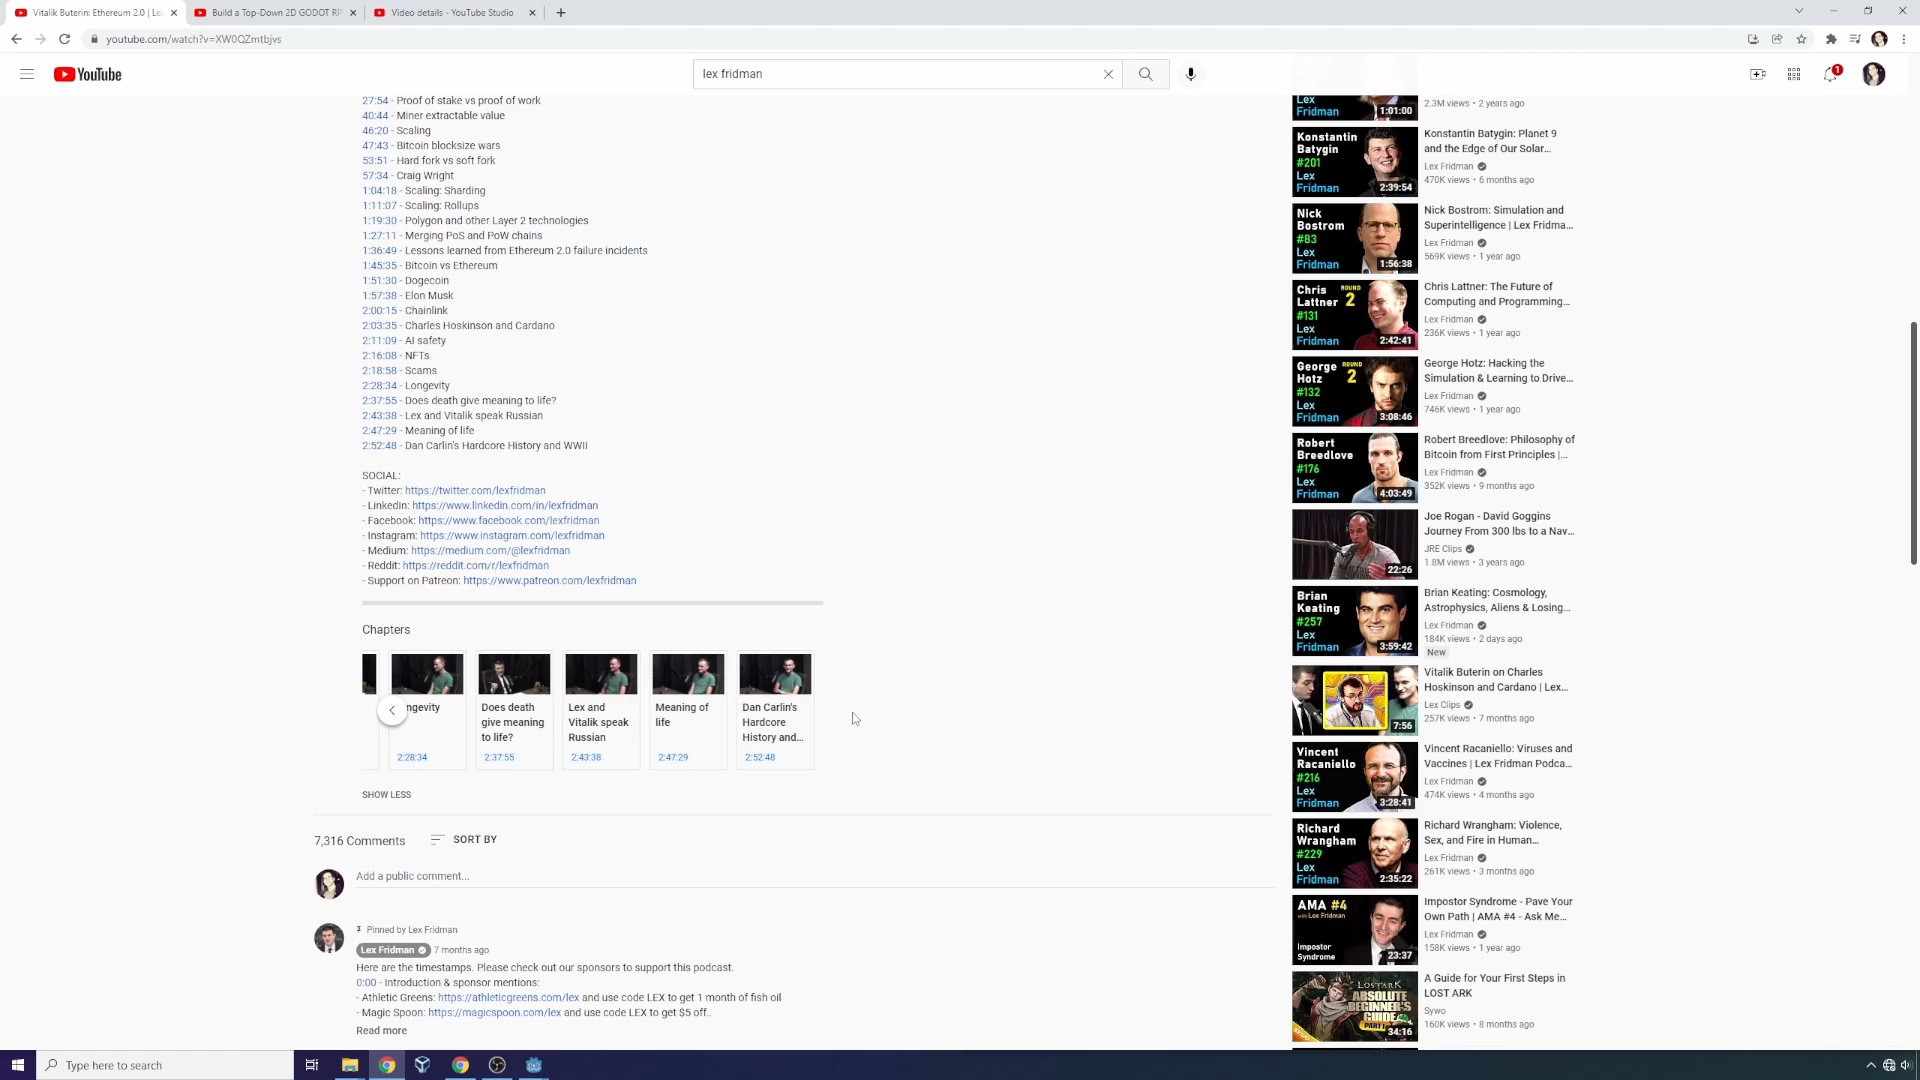 Vitalik Buterin: Ethereum 2.0 | Le
Build a Top-Down 2D GODOT RP
Video details - YouTube Studio
youtube.com/watch?v=XW0QZmtbjvs
YouTube
lex fridman
1
27:54 - Proof of stake vs proof of work
40:44 - Miner extractable value
46:20 - Scaling
47:43 - Bitcoin blocksize wars
53:51 - Hard fork vs soft fork
57:34 - Craig Wright
1:04:18 - Scaling: Sharding
1:11:07 - Scaling: Rollups
1:19:30 - Polygon and other Layer 2 technologies
1:27:11 - Merging PoS and PoW chains
1:36:49 - Lessons learned from Ethereum 2.0 failure incidents
1:45:35 - Bitcoin vs Ethereum
1:51:30 - Dogecoin
1:57:38 - Elon Musk
2:00:15 - Chainlink
2:03:35 - Charles Hoskinson and Cardano
2:11:09 - AI safety
2:16:08 - NFTs
2:18:58 - Scams
2:28:34 - Longevity
2:37:55 - Does death give meaning to life?
2:43:38 - Lex and Vitalik speak Russian
2:47:29 - Meaning of life
2:52:48 - Dan Carlin's Hardcore History and WWII
SOCIAL:
- Twitter: https://twitter.com/lexfridman
- LinkedIn: https://www.linkedin.com/in/lexfridman
- Facebook: https://www.facebook.com/lexfridman
- Instagram: https://www.instagram.com/lexfridman
- Medium: https://medium.com/@lexfridman
- Reddit: https://reddit.com/r/lexfridman
- Support on Patreon: https://www.patreon.com/lexfridman
Chapters
ngevity
2:28:34
Does death
give meaning
to life?
2:37:55
Lex and
Vitalik speak
Russian
2:43:38
Meaning of
life
2:47:29
Dan Carlin's
Hardcore
History and...
2:52:48
SHOW LESS
7,316 Comments
SORT BY
Add a public comment...
Pinned by Lex Fridman
Lex Fridman
7 months ago
Here are the timestamps. Please check out our sponsors to support this podcast.
0:00 - Introduction & sponsor mentions:
- Athletic Greens: https://athleticgreens.com/lex and use code LEX to get 1 month of fish oil
- Magic Spoon: https://magicspoon.com/lex and use code LEX to get $5 off...
Read more
Lex
Fridman
1:01:00
2.3M views • 2 years ago
Konstantin
Batygin
#201
Lex
Fridman
2:39:54
Konstantin Batygin: Planet 9
and the Edge of Our Solar...
Lex Fridman
470K views • 6 months ago
Nick
Bostrom
#83
Lex
Fridman
1:56:38
Nick Bostrom: Simulation and
Superintelligence | Lex Fridma...
Lex Fridman
569K views • 1 year ago
Chris
Lattner
ROUND
2
#131
Lex
Fridman
2:42:41
Chris Lattner: The Future of
Computing and Programming...
Lex Fridman
236K views • 1 year ago
George
Hotz
ROUND
2
#132
Lex
Fridman
3:08:46
George Hotz: Hacking the
Simulation & Learning to Drive...
Lex Fridman
746K views • 1 year ago
Robert
Breedlove
#176
Lex
Fridman
4:03:49
Robert Breedlove: Philosophy of
Bitcoin from First Principles |...
Lex Fridman
352K views • 9 months ago
22:26
Joe Rogan - David Goggins
Journey From 300 lbs to a Nav...
JRE Clips
1.8M views • 3 years ago
Brian
Keating
#257
Lex
Fridman
3:59:42
Brian Keating: Cosmology,
Astrophysics, Aliens & Losing...
Lex Fridman
184K views • 2 days ago
New
7:56
Vitalik Buterin on Charles
Hoskinson and Cardano | Lex...
Lex Clips
257K views • 7 months ago
Vincent
Racaniello
#216
Lex
Fridman
3:28:41
Vincent Racaniello: Viruses and
Vaccines | Lex Fridman Podca...
Lex Fridman
474K views • 4 months ago
Richard
Wrangham
#229
Lex
Fridman
2:35:22
Richard Wrangham: Violence,
Sex, and Fire in Human...
Lex Fridman
261K views • 3 months ago
AMA #4
with Lex Fridman
Impostor
Syndrome
23:37
Impostor Syndrome - Pave Your
Own Path | AMA #4 - Ask Me...
Lex Fridman
158K views • 1 year ago
LOST ARK
ABSOLUTE
BEGINNER'S
GUIDE
PART 1
SYWO
34:16
A Guide for Your First Steps in
LOST ARK
Sywo
160K views • 8 months ago
Type here to search